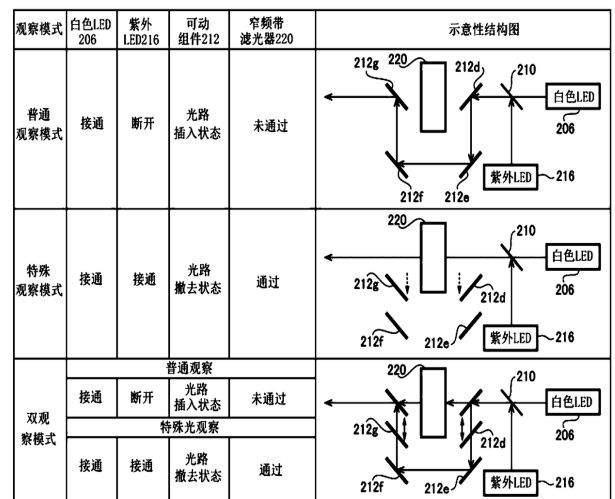 观察模式 白色LED 206 紫外 LED216 可动 组件212 窄频带 滤光器220 示意性结构图
普通 观察模式 接通 断开 光路 插入状态 未通过
212g 220 212d 210 白色LED 206
212f 212e 紫外LED 216
特殊 观察模式 接通 接通 光路 撤去状态 通过
220 210 白色LED 206
212g 212d
212f 212e 紫外LED 216
双观 察模式
普通观察
接通 断开 光路 插入状态 未通过
特殊光观察
接通 接通 光路 撤去状态 通过
220 210 白色LED 206
212g 212d
212f 212e 紫外LED 216